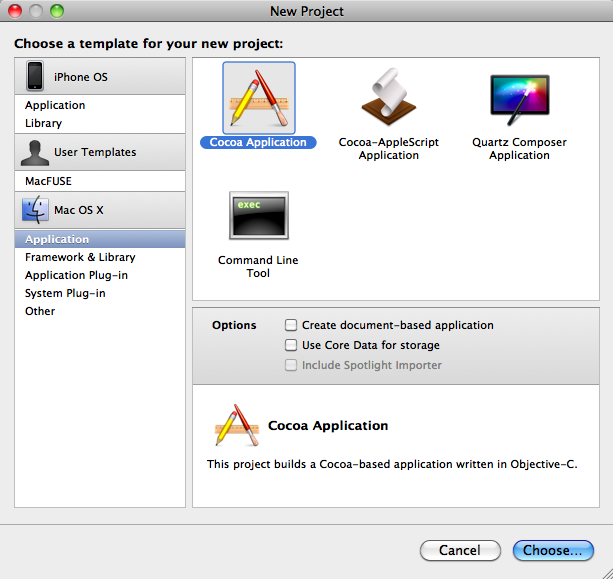 New Project
Choose a template for your new project:
iPhone OS
Application
Library
User Templates
MacFUSE
Mac OS X
Application
Framework & Library
Application Plug-in
System Plug-in
Other
Cocoa Application
Cocoa-AppleScript
Application
Quartz Composer
Application
exec
Command Line
Tool
Options
Create document-based application
Use Core Data for storage
Include Spotlight Importer
Cocoa Application
This project builds a Cocoa-based application written in Objective-C.
Cancel
Choose...